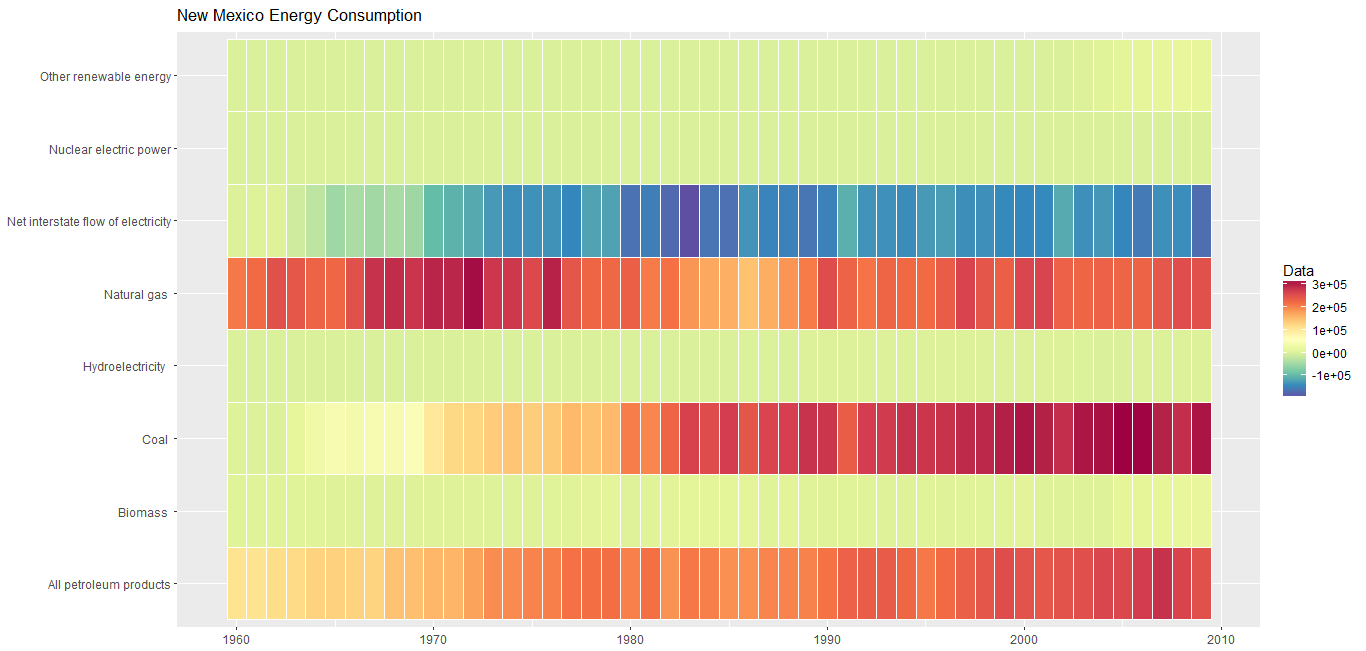 New Mexico Energy Consumption
Other renewable energy
Nuclear electric power
Net interstate flow of electricity
Natural gas
Hydroelectricity
Coal
Biomass
All petroleum products
1960 1970 1980 1990 2000 2010
Data
3e+05
2e+05
1e+05
0e+00
-1e+05